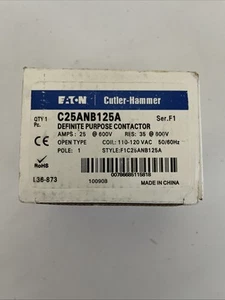 EATON Cutler-Hammer
QTY 1 C25ANB125A Ser.F1
Pc. DEFINITE PURPOSE CONTACTOR
AMPS: 25 @ 600V RES: 35 @ 600V
OPEN TYPE COIL: 110-120 VAC 50/60Hz
POLE: 1 STYLE:F1C25ANB125A
RoHS
L36-873 MADE IN CHINA
100908